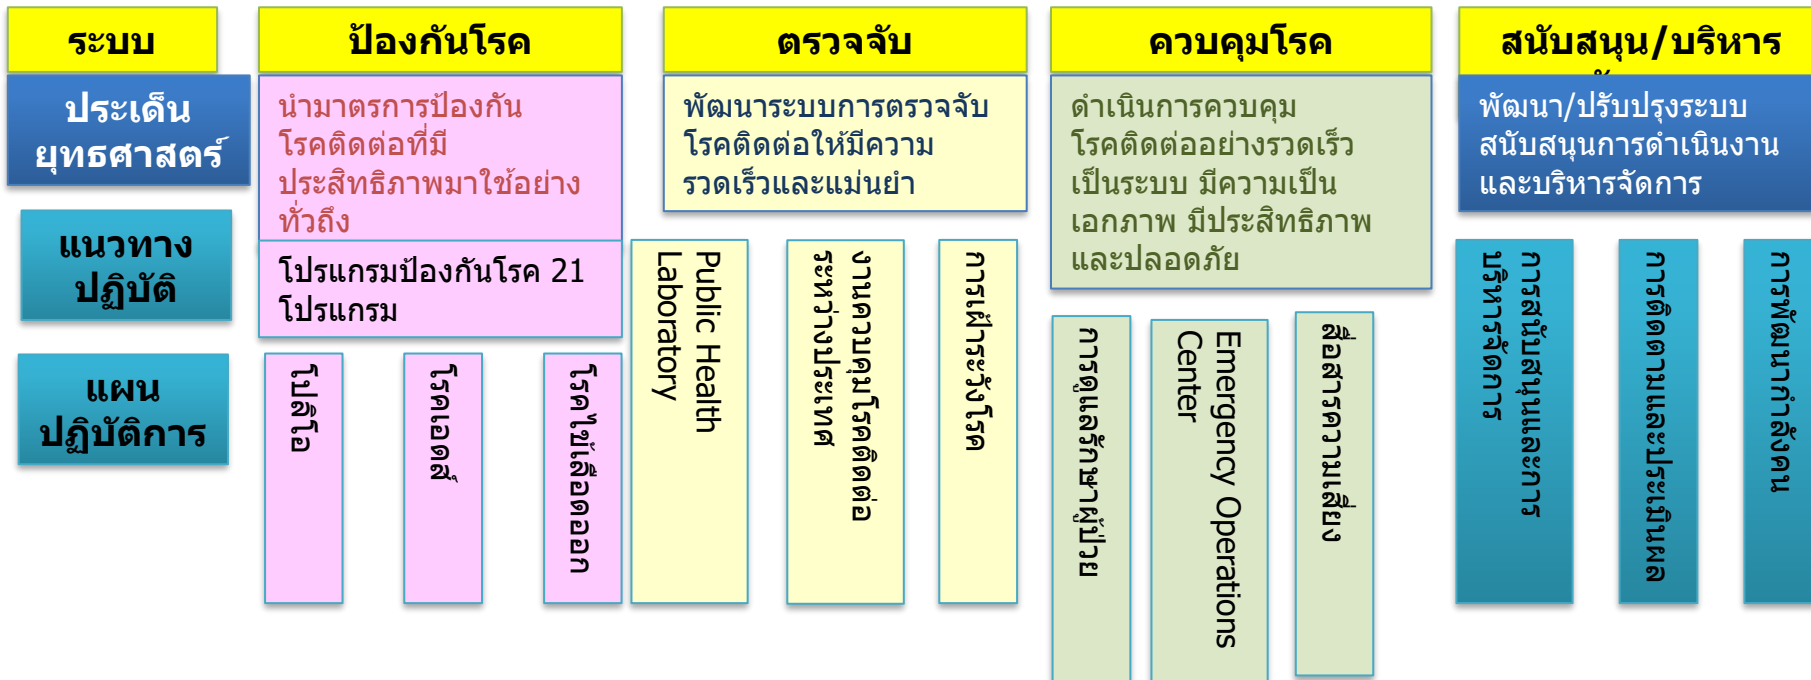 ระบบ
ป้องกันโรค
ตรวจจับ
ควบคุมโรค
สนับสนุน/บริหาร
ประเด็น
ยุทธศาสตร์
นำมาตรการป้องกัน
โรคติดต่อที่มี
ประสิทธิภาพมาใช้อย่าง
ทั่วถึง
พัฒนาระบบการตรวจจับ
โรคติดต่อให้มีความ
รวดเร็วและแม่นยำ
ดำเนินการควบคุม
โรคติดต่ออย่างรวดเร็ว
เป็นระบบ มีความเป็น
เอกภาพ มีประสิทธิภาพ
และปลอดภัย
พัฒนา/ปรับปรุงระบบ
สนับสนุนการดำเนินงาน
และบริหารจัดการ
แนวทาง
ปฏิบัติ
โปรแกรมป้องกันโรค 21
โปรแกรม
แผน
ปฏิบัติการ
โปลิโอ
โรคเอดส์
โรคไข้เลือดออก
Public Health
Laboratory
งานควบคุมโรคติดต่อ
ระหว่างประเทศ
การเฝ้าระวังโรค
การดูแลรักษาผู้ป่วย
Emergency Operations
Center
สื่อสารความเสี่ยง
การสนับสนุนและการ
บริหารจัดการ
การติดตามและประเมินผล
การพัฒนากำลังคน